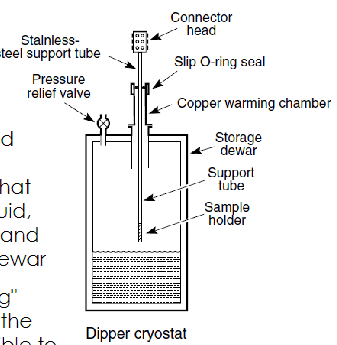 Connector
head
Stainless-
steel support tube
Slip O-ring seal
Pressure
relief valve
Copper warming chamber
Storage
dewar
Support
tube
Sample
holder
Dipper cryostat
d
hat
uid,
and
ewar
g"
the
ble to